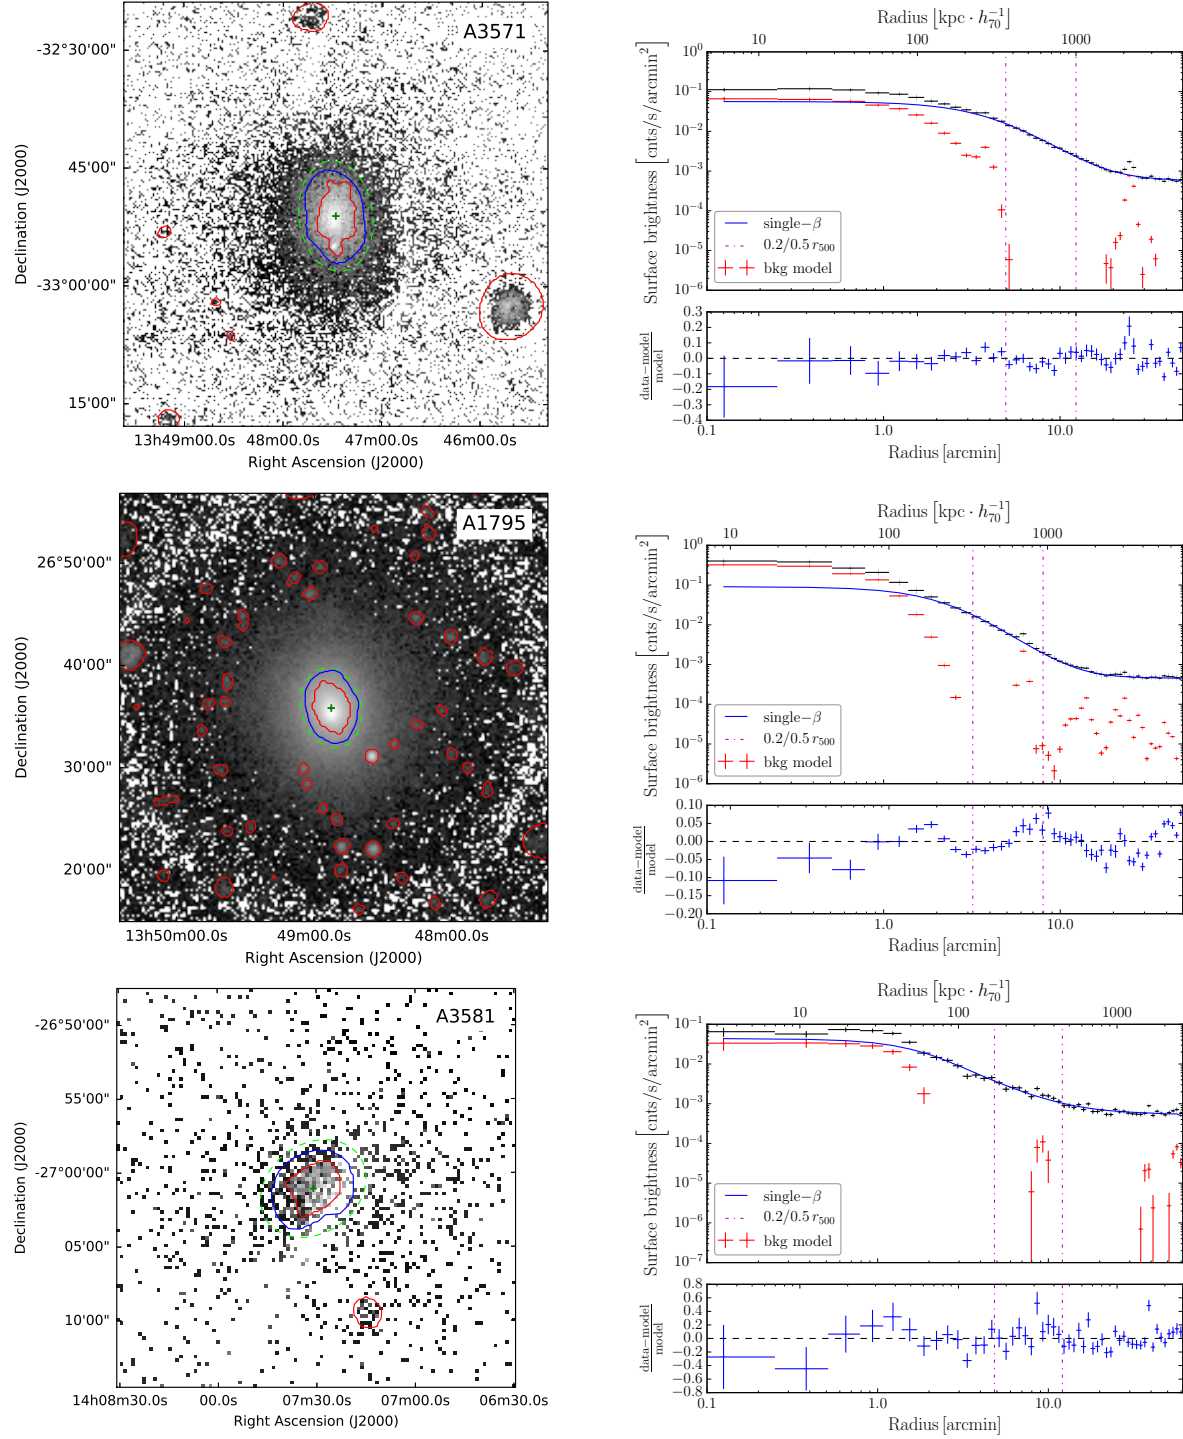 A3571
-32°30'00"
45'00"
-33°00'00"
15'00"
Declination (J2000)
13h49m00.0s 48m00.0s 47m00.0s 46m00.0s
Right Ascension (J2000)
Radius [kpc · h₇₀⁻¹]
10 100 1000
10⁰
10⁻¹
10⁻²
10⁻³
10⁻⁴
10⁻⁵
10⁻⁶
Surface brightness [cnts/s/arcmin²]
single−β
0.2/0.5 r₅₀₀
bkg model
0.3
0.2
0.1
0.0
−0.1
−0.2
−0.3
−0.4
data−model
model
0.1 1.0 10.0
Radius [arcmin]
A1795
26°50'00"
40'00"
30'00"
20'00"
Declination (J2000)
13h50m00.0s 49m00.0s 48m00.0s
Right Ascension (J2000)
Radius [kpc · h₇₀⁻¹]
10 100 1000
10⁰
10⁻¹
10⁻²
10⁻³
10⁻⁴
10⁻⁵
10⁻⁶
Surface brightness [cnts/s/arcmin²]
single−β
0.2/0.5 r₅₀₀
bkg model
0.10
0.05
0.00
−0.05
−0.10
−0.15
−0.20
data−model
model
0.1 1.0 10.0
Radius [arcmin]
A3581
-26°50'00"
55'00"
-27°00'00"
05'00"
10'00"
Declination (J2000)
14h08m30.0s 00.0s 07m30.0s 07m00.0s 06m30.0s
Right Ascension (J2000)
Radius [kpc · h₇₀⁻¹]
10 100 1000
10⁻¹
10⁻²
10⁻³
10⁻⁴
10⁻⁵
10⁻⁶
10⁻⁷
Surface brightness [cnts/s/arcmin²]
single−β
0.2/0.5 r₅₀₀
bkg model
0.8
0.6
0.4
0.2
0.0
−0.2
−0.4
−0.6
−0.8
data−model
model
0.1 1.0 10.0
Radius [arcmin]